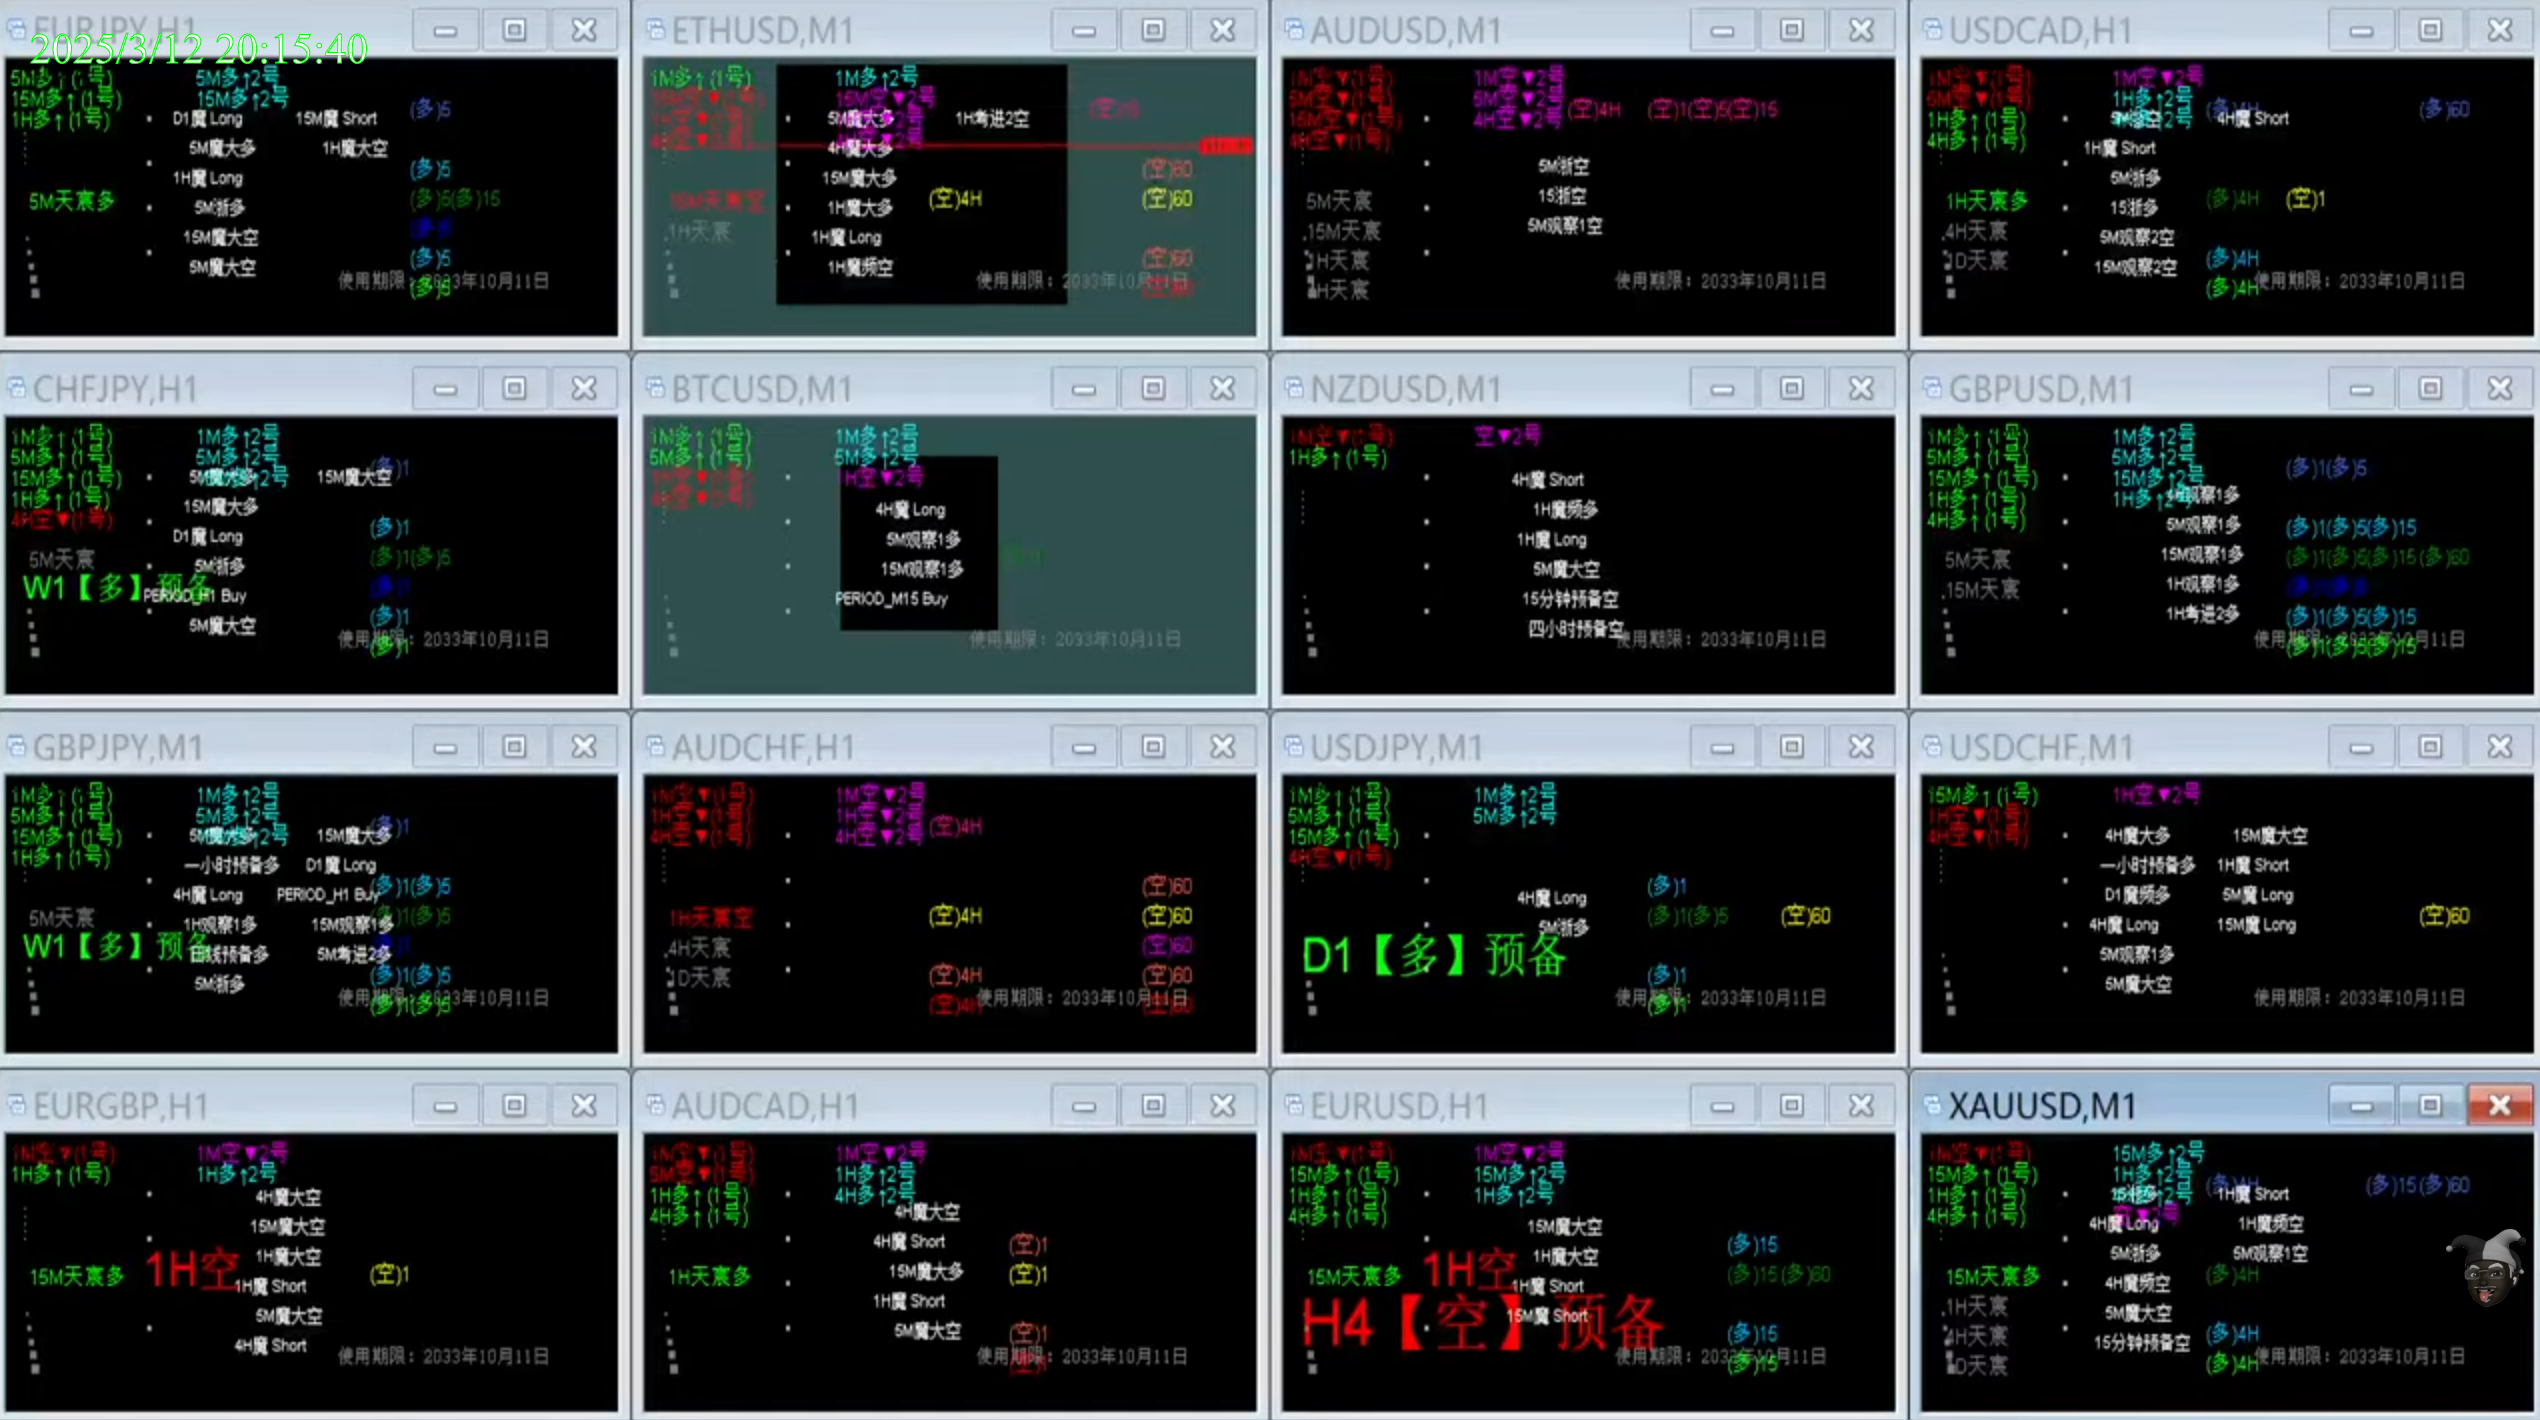 EURJPY,H1
2025/3/12 20:15:40
5M多↑(1号) 5M多↑2号
15M多↑(1号) 15M多↑2号 (多)5
1H多↑(1号) D1魔 Long 15M魔 Short
5M魔大多 1H魔大空
1H魔 Long (多)5
5M天宸多 5M浙多 (多)5(多)15
15M魔大空
5M魔大空 (多)5
使用期限：2033年10月11日
(多)5
ETHUSD,M1
1M多↑(1号) 1M多↑2号
15M空▼2号
5M魔大多 1H考进2空
4H魔大多
15M魔大多 (空)60
1H魔大多 (空)4H (空)60
.1H天宸 1H魔 Long
1H魔频空 (空)60
使用期限：2033年10月11日
AUDUSD,M1
1M空▼(1号) 1M空▼2号
5M空▼(1号) 5M空▼2号 (空)4H (空)1(空)5(空)15
15M空▼(1号) 4H空▼2号
4H空▼(1号)
5M浙空
5M天宸 15浙空
.15M天宸 5M观察1空
1H天宸
4H天宸
使用期限：2033年10月11日
USDCAD,H1
1M空▼(1号) 1M空▼2号
5M空▼(1号) 1H多↑2号 (多)60
1H多↑(1号) 4H魔 Short
4H多↑(1号) 1H魔 Short
5M浙多
1H天宸多 15浙多 (多)4H (空)1
.4H天宸 5M观察2空
D天宸 15M观察2空 (多)4H
(多)4H 使用期限：2033年10月11日
CHFJPY,H1
1M多↑(1号) 1M多↑2号
5M多↑(1号) 5M多↑2号
15M多↑(1号) 5M魔大多 15M魔大空 (多)1
1H多↑(1号) 15M魔大多
4H空▼(1号) D1魔 Long (多)1
5M天宸 5M浙多 (多)1(多)5
W1【多】预备 PERIOD_H1 Buy
5M魔大空 (多)1
使用期限：2033年10月11日
(多)1
BTCUSD,M1
1M多↑(1号) 1M多↑2号
5M多↑(1号) 5M多↑2号
1H空▼2号
4H魔 Long
5M观察1多
15M观察1多
PERIOD_M15 Buy
使用期限：2033年10月11日
NZDUSD,M1
1M空▼(1号) 空▼2号
1H多↑(1号)
4H魔 Short
1H魔频多
1H魔 Long
5M魔大空
15分钟预备空
四小时预备空
使用期限：2033年10月11日
GBPUSD,M1
1M多↑(1号) 1M多↑2号
5M多↑(1号) 5M多↑2号 (多)1(多)5
15M多↑(1号) 15M多↑2号
1H多↑(1号) 1H多↑2号
4H多↑(1号) 5M观察1多 (多)1(多)5(多)15
5M天宸 15M观察1多 (多)1(多)5(多)15(多)60
.15M天宸 1H观察1多
1H考进2多 (多)1(多)5(多)15
使用期限：2033年10月11日
(多)1(多)5(多)15
GBPJPY,M1
1M多↑(1号) 1M多↑2号
5M多↑(1号) 5M多↑2号
15M多↑(1号) 5M魔大多 15M魔大多 (多)1
1H多↑(1号) 一小时预备多 D1魔 Long
4H魔 Long PERIOD_H1 Buy (多)1(多)5
5M天宸 1H观察1多 15M观察1多 (多)1(多)5
W1【多】预备 日线预备多 5M考进2多
5M浙多 (多)1(多)5
使用期限：2033年10月11日
(多)1(多)5
AUDCHF,H1
1M空▼(1号) 1M空▼2号
1H空▼(1号) 1H空▼2号
4H空▼(1号) 4H空▼2号 (空)4H
(空)60
1H天宸空 (空)4H (空)60
.4H天宸 (空)60
D天宸 (空)4H (空)60
(空)4H 使用期限：2033年10月11日 (空)60
USDJPY,M1
1M多↑(1号) 1M多↑2号
5M多↑(1号) 5M多↑2号
15M多↑(1号)
4H空▼(1号)
4H魔 Long (多)1
5M浙多 (多)1(多)5 (空)60
D1【多】预备
(多)1
使用期限：2033年10月11日
(多)1
USDCHF,M1
15M多↑(1号) 1H空▼2号
1H空▼(1号)
4H空▼(1号) 4H魔大多 15M魔大空
一小时预备多 1H魔 Short
D1魔频多 5M魔 Long
4H魔 Long 15M魔 Long (空)60
5M观察1多
5M魔大空
使用期限：2033年10月11日
EURGBP,H1
1M空▼(1号) 1M空▼2号
1H多↑(1号) 1H多↑2号
4H魔大空
15M魔大空
1H魔大空
15M天宸多 1H空 (空)1
1H魔 Short
5M魔大空
4H魔 Short
使用期限：2033年10月11日
AUDCAD,H1
1M空▼(1号) 1M空▼2号
5M空▼(1号) 1H多↑2号
1H多↑(1号) 4H多↑2号
4H多↑(1号) 4H魔大空
4H魔 Short (空)1
1H天宸多 15M魔大多 (空)1
1H魔 Short
5M魔大空 (空)1
使用期限：2033年10月11日
EURUSD,H1
1M空▼(1号) 1M空▼2号
15M多↑(1号) 15M多↑2号
1H多↑(1号) 1H多↑2号
4H多↑(1号) 15M魔大空
1H魔大空 (多)15
15M天宸多 1H空 1H魔 Short (多)15(多)60
H4【空】预备 15M魔 Short
(多)15
使用期限：2033年10月11日
(多)15
XAUUSD,M1
1M空▼(1号) 15M多↑2号
15M多↑(1号) 1H多↑2号 (多)15(多)60
1H多↑(1号) 15浙多 1H魔 Short
4H多↑(1号) 4H魔 Long 1H魔频空
5M浙多 5M观察1空
15M天宸多 4H魔频空 (多)4H
.1H天宸 5M魔大空
4H天宸 15分钟预备空 (多)4H
D天宸 (多)4H 使用期限：2033年10月11日